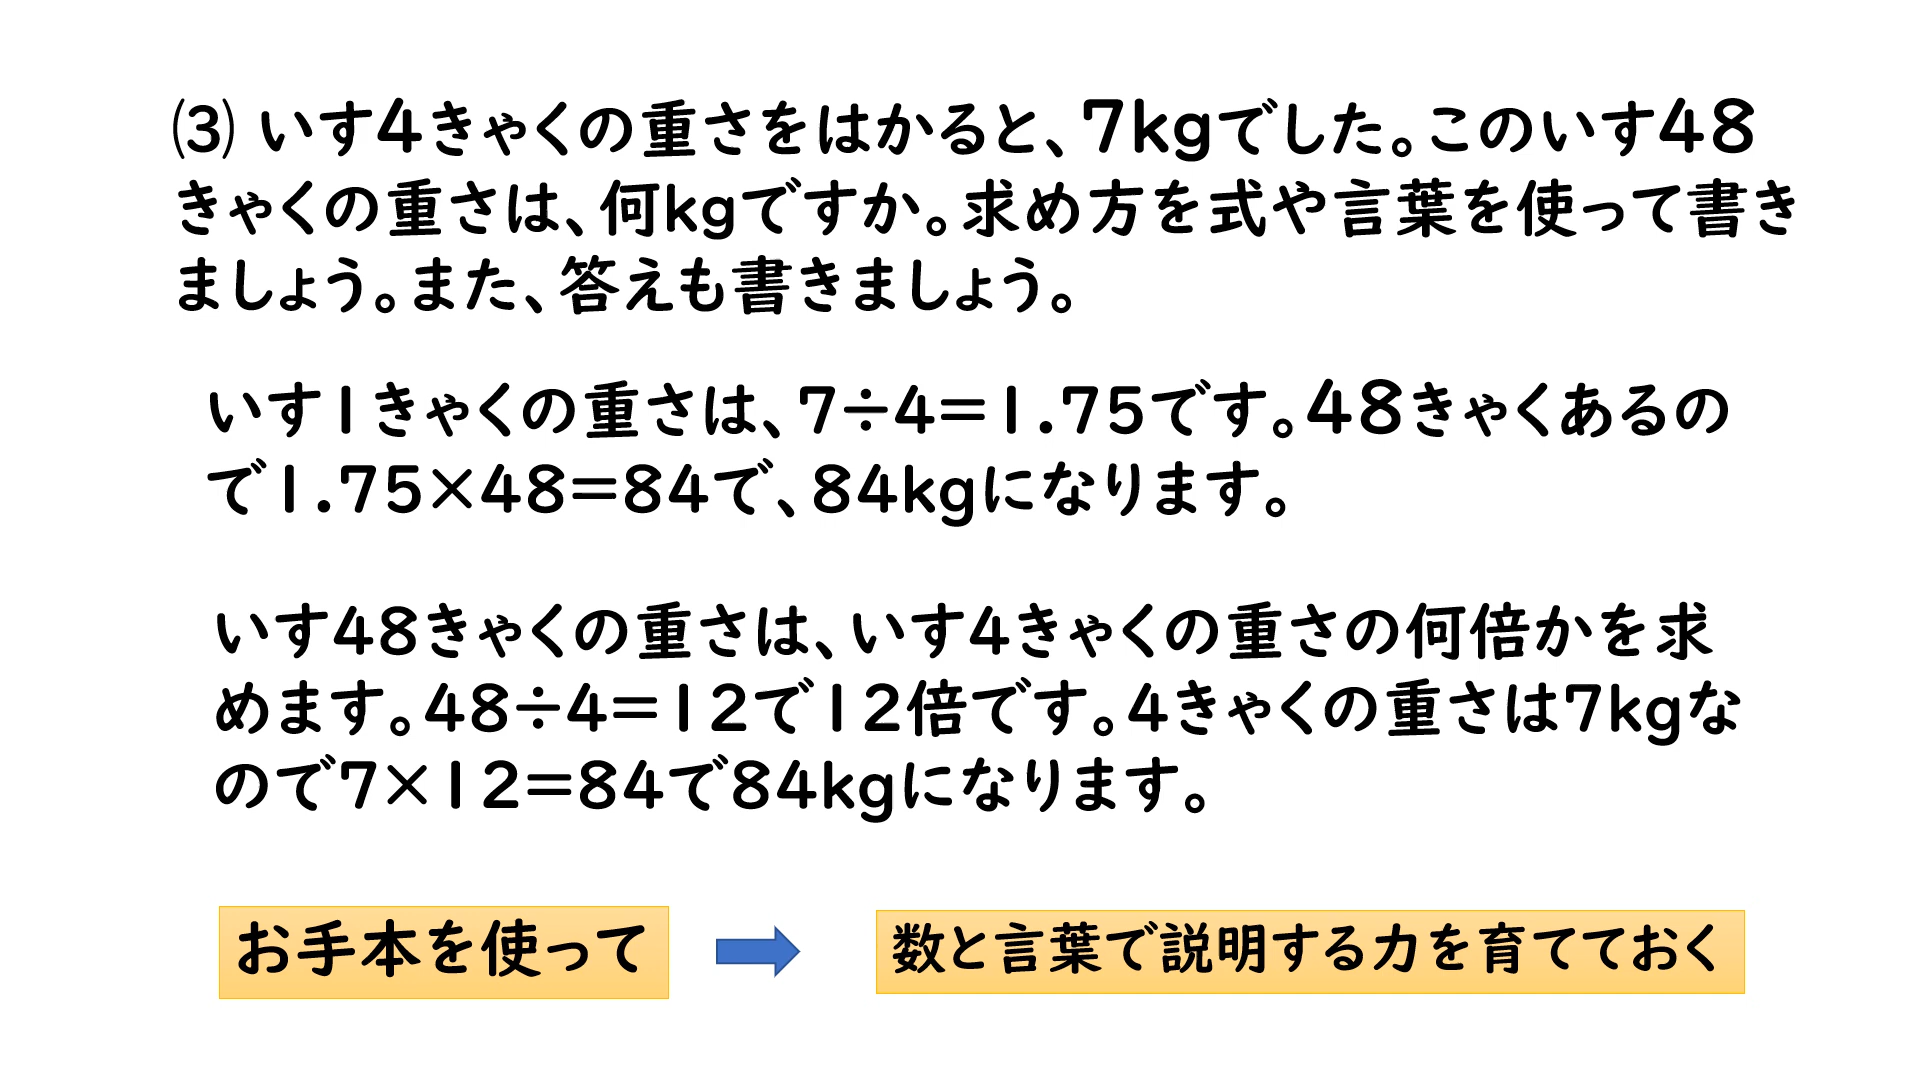 ⑶ いす4きゃくの重さをはかると、7kgでした。このいす48
きゃくの重さは、何kgですか。求め方を式や言葉を使って書き
ましょう。また、答えも書きましょう。
いす1きゃくの重さは、7÷4=1.75です。48きゃくあるの
で1.75×48=84で、84kgになります。
いす48きゃくの重さは、いす4きゃくの重さの何倍かを求
めます。48÷4=12で12倍です。4きゃくの重さは7kgな
ので7×12=84で84kgになります。
お手本を使って
数と言葉で説明する力を育てておく